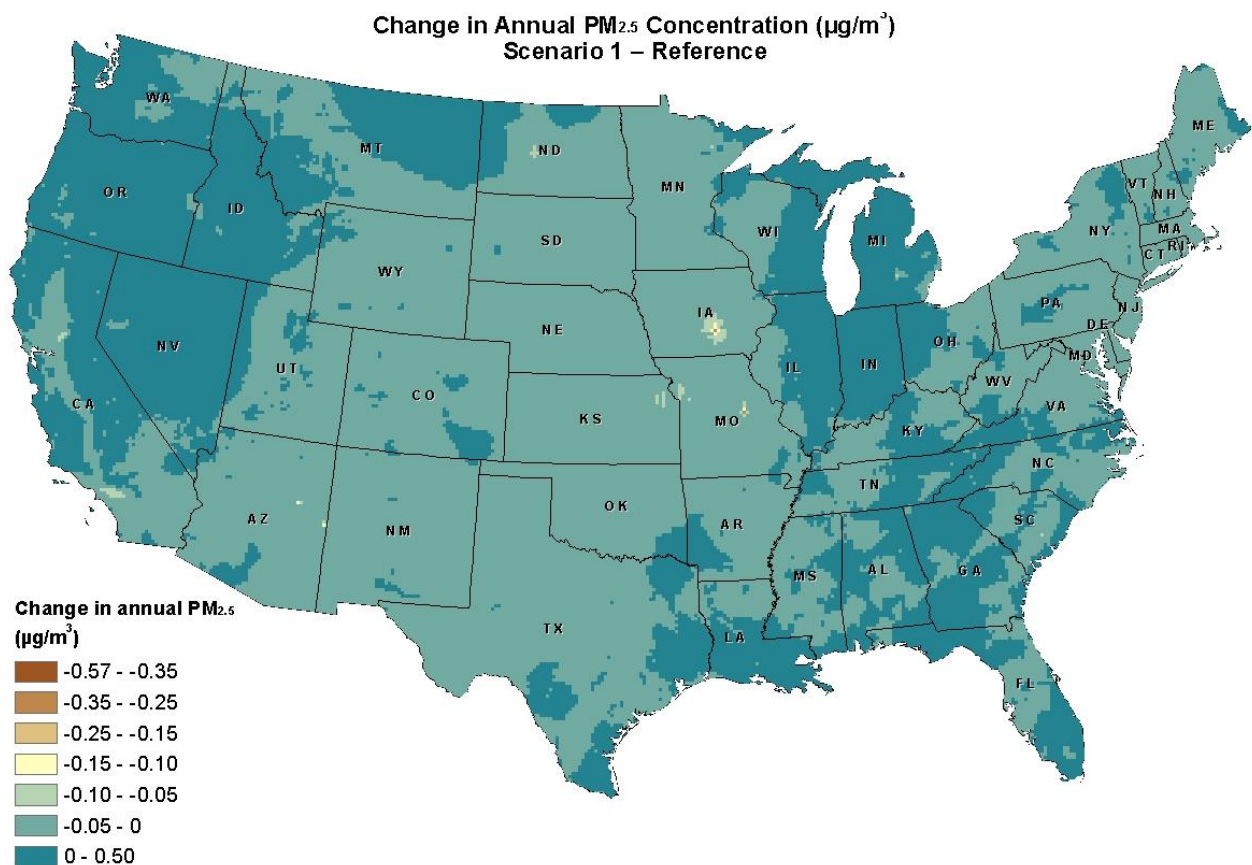 Change in Annual PM2.5 Concentration (µg/m³)
Scenario 1 – Reference
WA
MT
ND
MN
ME
OR
ID
SD
WI
MI
VT
NH
NY
MA
CT
RI
WY
IA
PA
NJ
NV
NE
OH
DE
UT
CO
IL
IN
WV
MD
CA
KS
MO
KY
VA
NC
TN
AZ
NM
OK
AR
SC
MS
AL
GA
TX
LA
FL
Change in annual PM2.5
(µg/m³)
-0.57 - -0.35
-0.35 - -0.25
-0.25 - -0.15
-0.15 - -0.10
-0.10 - -0.05
-0.05 - 0
0 - 0.50